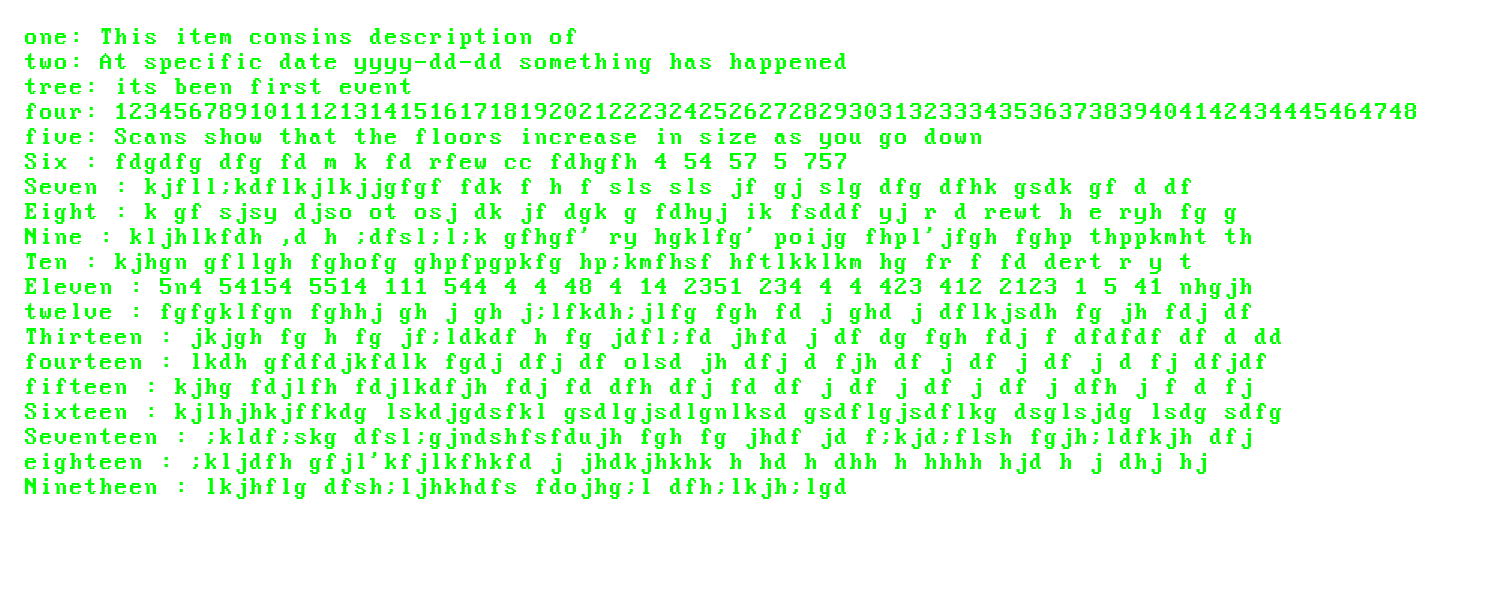 one: This item consins description of
two: At specific date yyyy-dd-dd something has happened
tree: its been first event
four: 123456789101112131415161718192021222324252627282930313233343536373839404142434445464748
five: Scans show that the floors increase in size as you go down
Six : fdgdfg dfg fd m k fd rfew cc fdhgfh 4 54 57 5 757
Seven : kjfll;kdflkjlkjjgfgf fdk f h f sls sls jf gj slg dfg dfhk gsdk gf d df
Eight : k gf sjsy djso ot osj dk jf dgk g fdhyj ik fsddf yj r d rewt h e ryh fg g
Nine : kljhlkfdh ,d h ;dfsl;l;k gfhgf' ry hgklfg' poijg fhpl'jfgh fghp thppkmht th
Ten : kjhgn gfllgh fghofg ghpfpgpkfg hp;kmfhsf hftlkklkm hg fr f fd dert r y t
Eleven : 5n4 54154 5514 111 544 4 4 48 4 14 2351 234 4 4 423 412 2123 1 5 41 nhgjh
twelve : fgfgklfgn fghhj gh j gh j;lfkdh;jlfg fgh fd j ghd j dflkjsdh fg jh fdj df
Thirteen : jkjgh fg h fg jf;ldkdf h fg jdfl;fd jhfd j df dg fgh fdj f dfdfdf df d dd
fourteen : lkdh gfdfdjkfdlk fgdj dfj df olsd jh dfj d fjh df j df j df j d fj dfjdf
fifteen : kjhg fdjlfh fdjlkdfjh fdj fd dfh dfj fd df j df j df j df j dfh j f d fj
Sixteen : kjlhjhkjffkdg lskdjgdsfkl gsdlgjsdlgnlksd gsdflgjsdflkg dsglsjdg lsdg sdfg
Seventeen : ;kldf;skg dfsl;gjndshfsfdujh fgh fg jhdf jd f;kjd;flsh fgjh;ldfkjh dfj
eighteen : ;kljdfh gfjl'kfjlkfhkfd j jhdkjhkhk h hd h dhh h hhhh hjd h j dhj hj
Ninetheen : lkjhflg dfsh;ljhkhdfs fdojhg;l dfh;lkjh;lgd